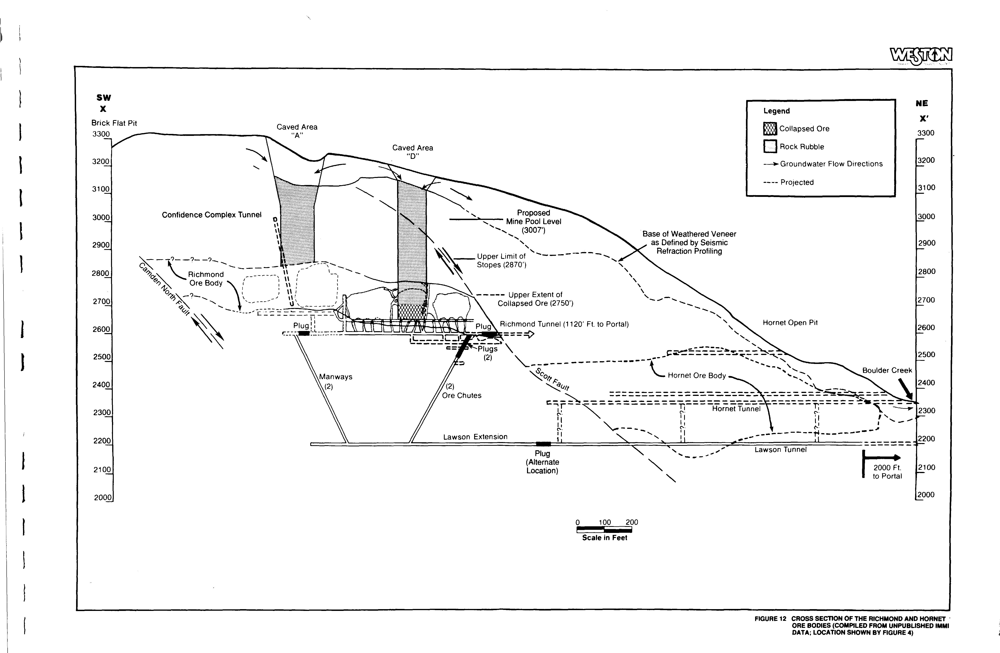 WESTON
SW
X
Brick Flat Pit
NE
X'
Legend
Collapsed Ore
Rock Rubble
Groundwater Flow Directions
Projected
Caved Area
"A"
Caved Area
"D"
3300
3200
3100
3000
2900
2800
2700
2600
2500
2400
2300
2200
2100
2000
3300
3200
3100
3000
2900
2800
2700
2600
2500
2400
2300
2200
2100
2000
Confidence Complex Tunnel
Proposed
Mine Pool Level
(3007')
Base of Weathered Veneer
as Defined by Seismic
Refraction Profiling
Upper Limit of
Stopes (2870')
?
?
?
Richmond
Ore Body
Camden North Fault
?
Upper Extent of
Collapsed Ore (2750')
Plug
Plug
Richmond Tunnel (1120' Ft. to Portal)
Hornet Open Pit
Plugs
(2)
Manways
(2)
(2)
Ore Chutes
Scott Fault
Hornet Ore Body
Boulder Creek
Hornet Tunnel
?
?
?
?
?
?
Lawson Extension
Lawson Tunnel
Plug
(Alternate
Location)
2000 Ft.
to Portal
0 100 200
Scale in Feet
FIGURE 12 CROSS SECTION OF THE RICHMOND AND HORNET
ORE BODIES (COMPILED FROM UNPUBLISHED IMMI
DATA; LOCATION SHOWN BY FIGURE 4)